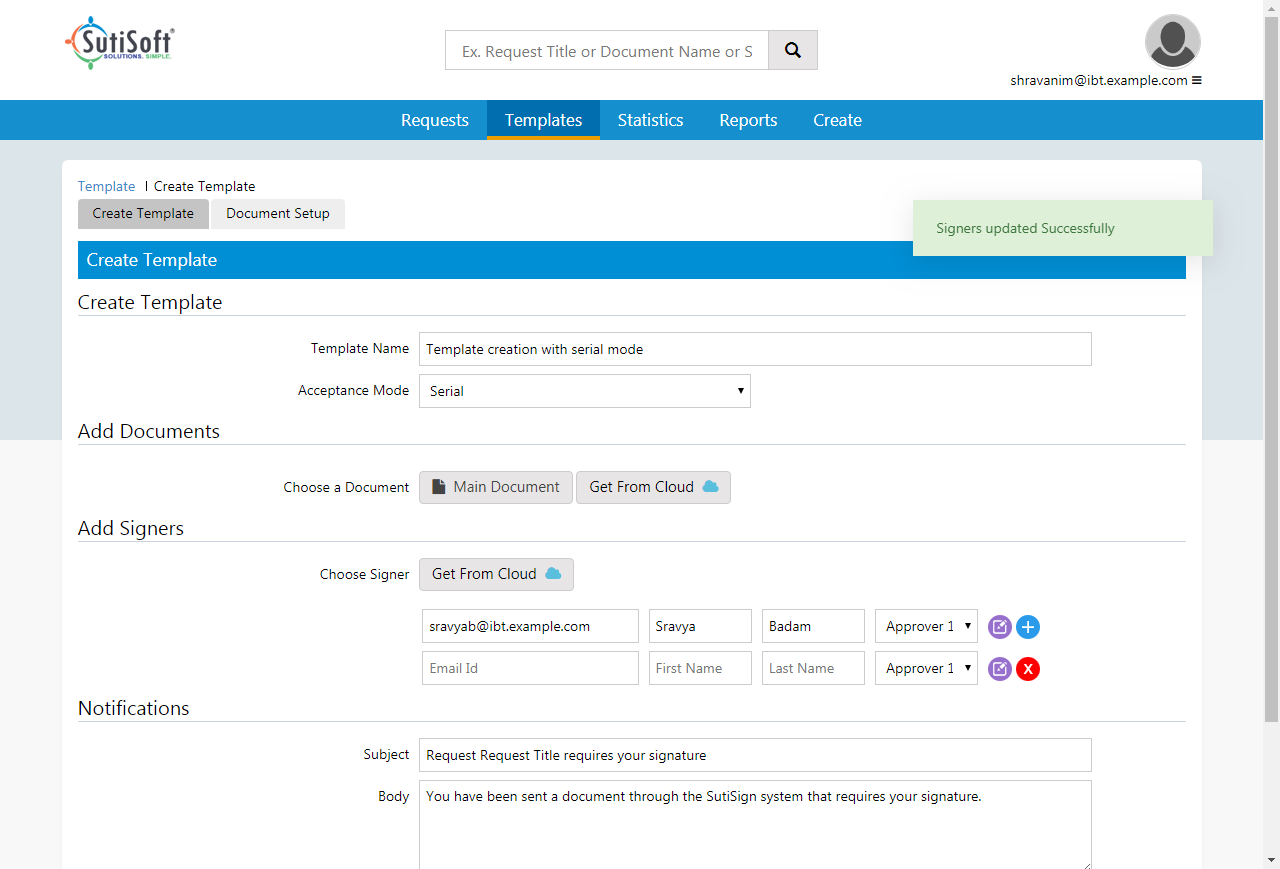 SutiSoft®
SOLUTIONS. SIMPLE.
Ex. Request Title or Document Name or S
shravanim@ibt.example.com
Requests Templates Statistics Reports Create
Template | Create Template
Create Template Document Setup
Signers updated Successfully
Create Template
Create Template
Template Name Template creation with serial mode
Acceptance Mode Serial
Add Documents
Choose a Document Main Document Get From Cloud
Add Signers
Choose Signer Get From Cloud
sravyab@ibt.example.com Sravya Badam Approver 1
Email Id First Name Last Name Approver 1 X
Notifications
Subject Request Request Title requires your signature
Body You have been sent a document through the SutiSign system that requires your signature.